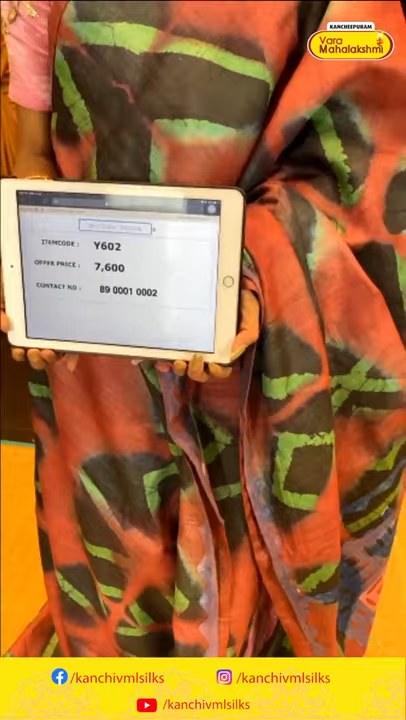 KANCHEEPURAM
Vara
Mahalakshmi
ITEMCODE : Y602
OFFER PRICE : 7,600
CONTACT NO : 89 0001 0002
/kanchivmlsilks
/kanchivmlsilks
/kanchivmlsilks